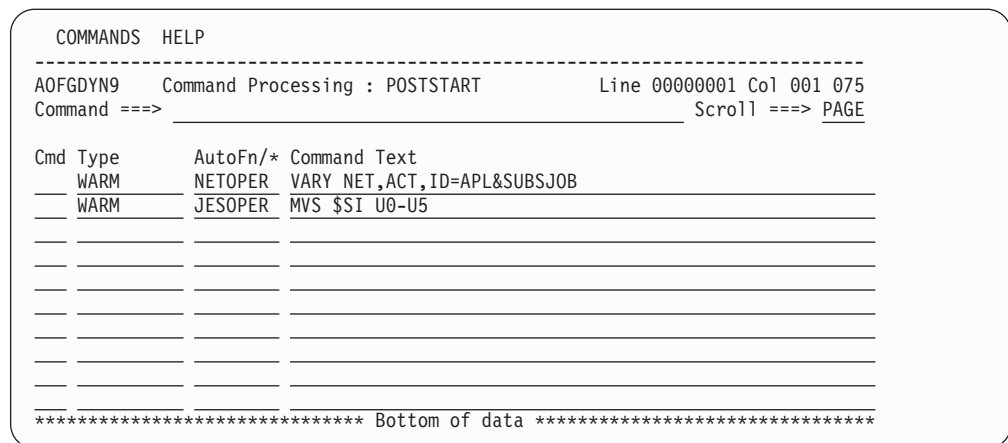 COMMANDS HELP
-------------------------------------------------------------------------------
AOFGDYN9 Command Processing : POSTSTART Line 00000001 Col 001 075
Command ===> Scroll ===> PAGE
Cmd Type AutoFn/* Command Text
WARM NETOPER VARY NET,ACT,ID=APL&SUBSJOB
WARM JESOPER MVS $SI U0-U5
******************************* Bottom of data ********************************